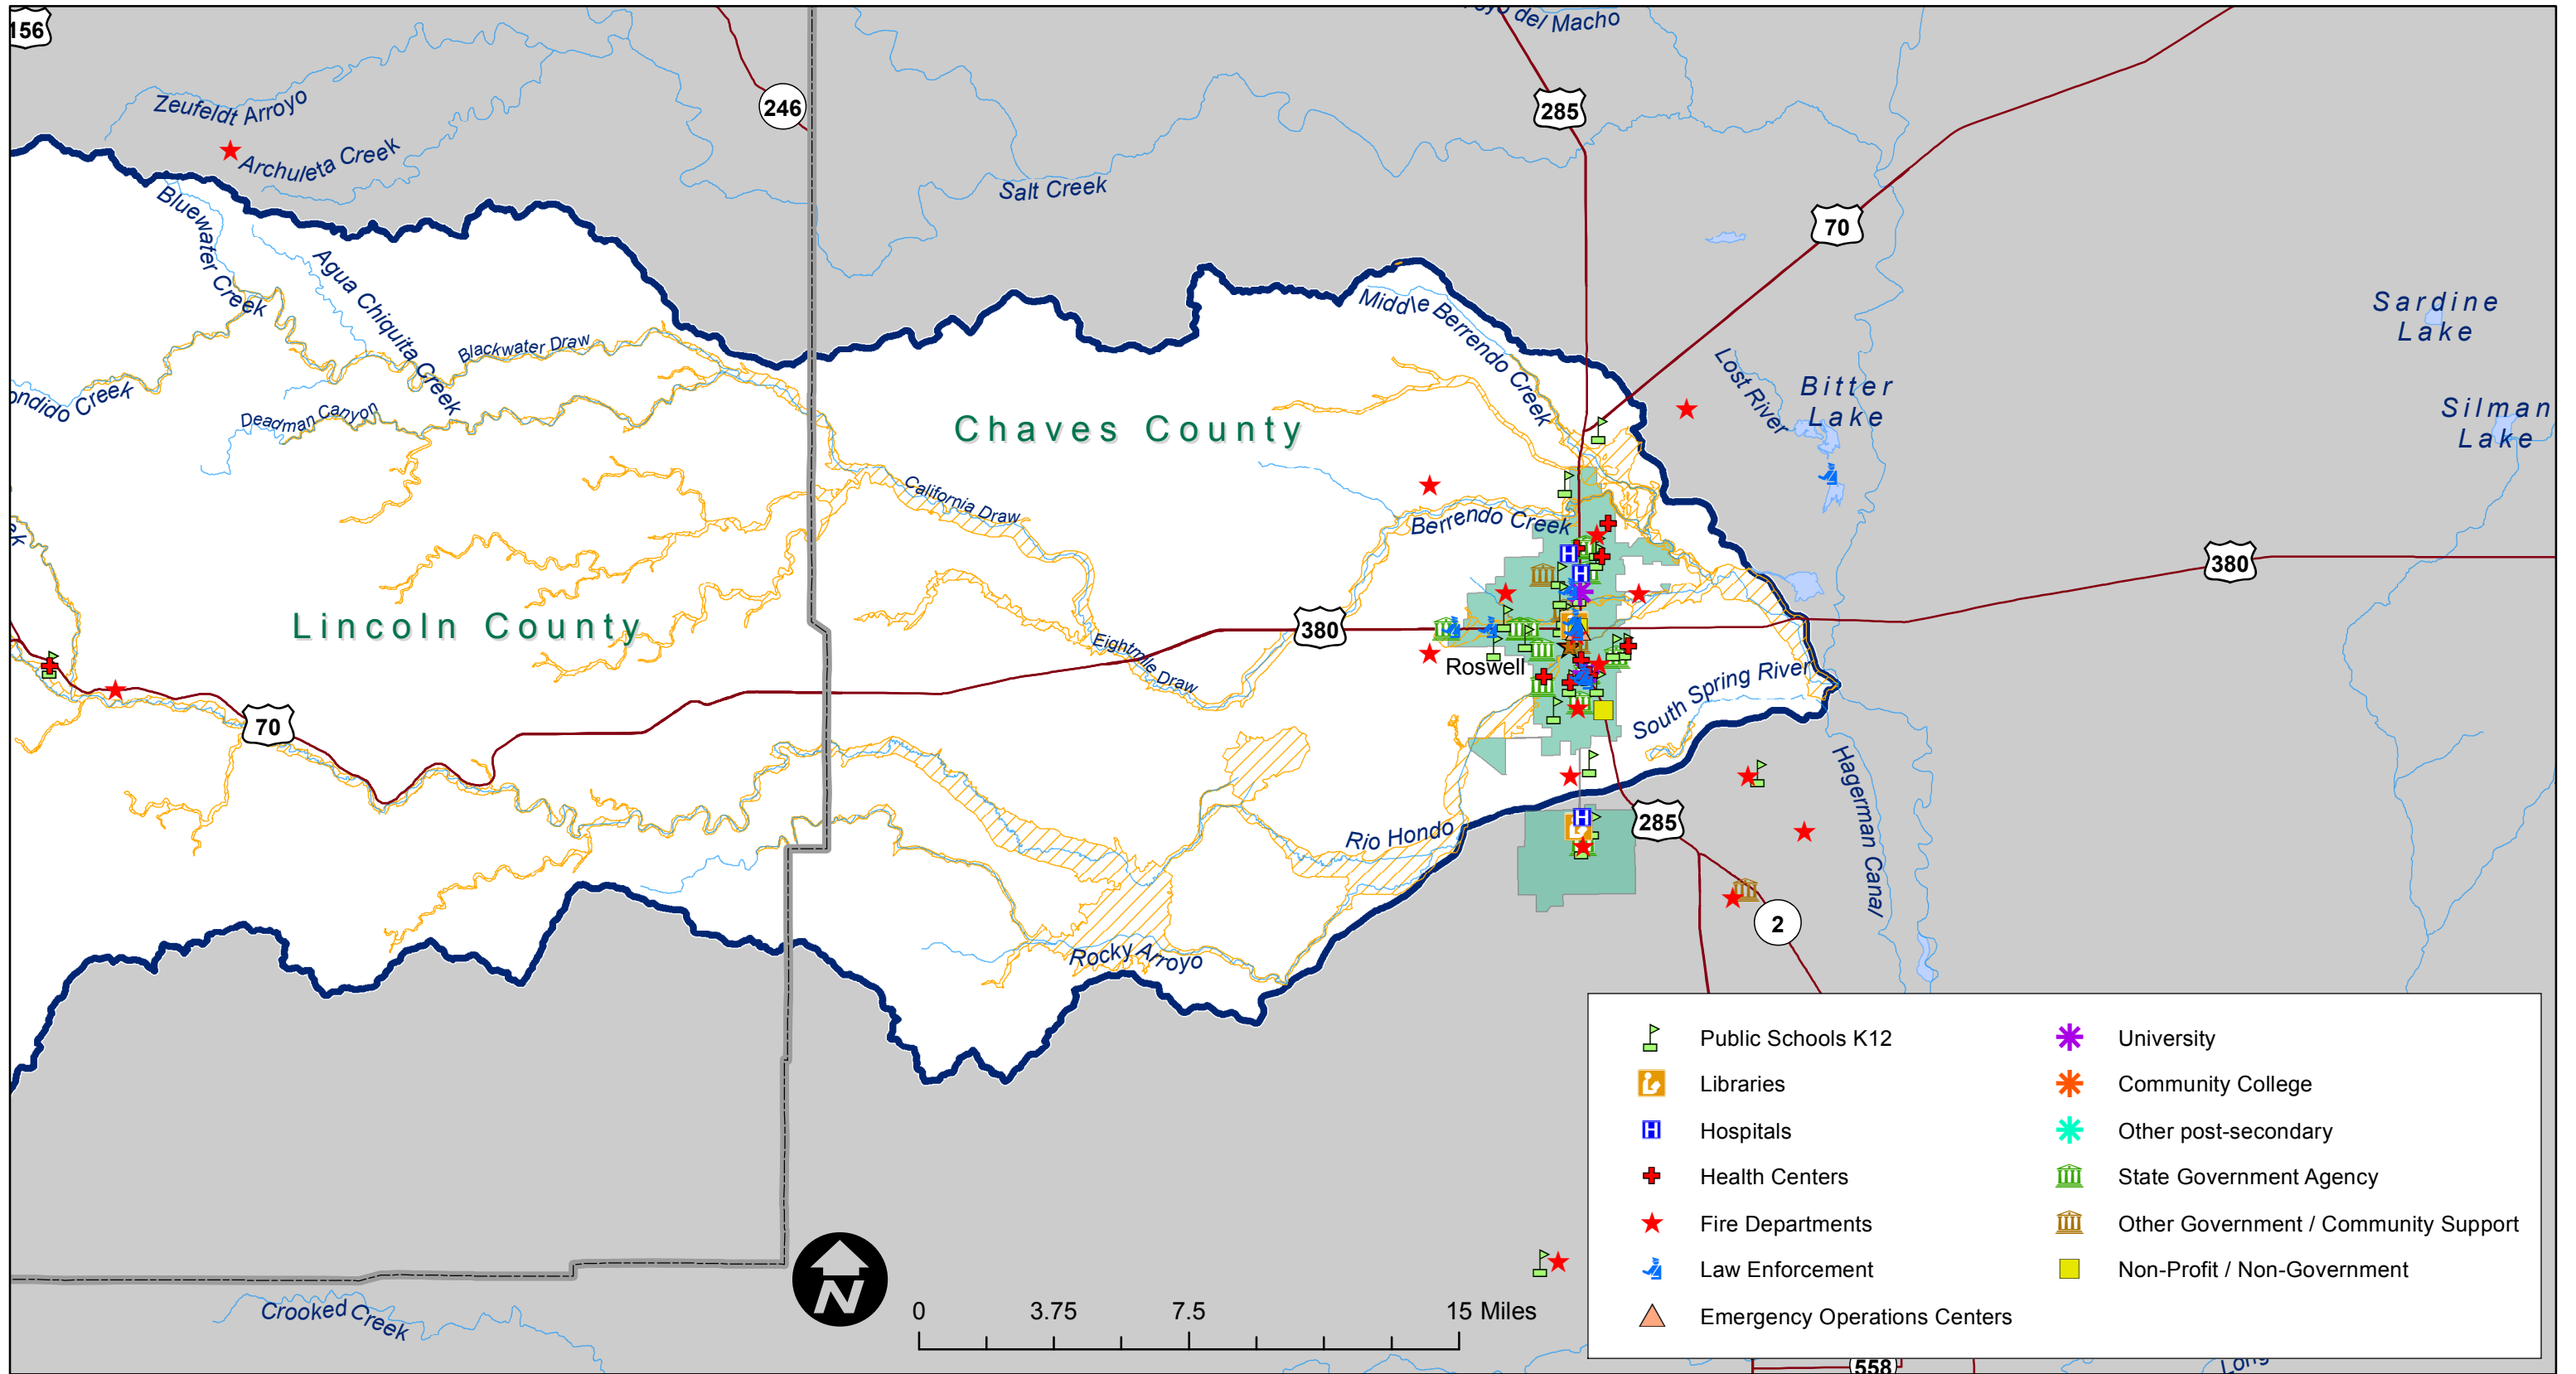 156
246
285
70
del Macho
Zeufeldt Arroyo
Archuleta Creek
Salt Creek
Bluewater Creek
Agua Chiquita Creek
Blackwater Draw
ondido Creek
Deadman Canyon
Middle Berrendo Creek
Lost River
Bitter
Lake
Sardine
Lake
Silman
Lake
Chaves County
California Draw
Berrendo Creek
ek
Lincoln County
380
380
Eightmile Draw
Roswell
South Spring River
70
Hagerman Canal
Rio Hondo
285
2
Rocky Arroyo
Crooked Creek
N
0 3.75 7.5 15 Miles
Public Schools K12
Libraries
H Hospitals
Health Centers
Fire Departments
Law Enforcement
Emergency Operations Centers
University
Community College
Other post-secondary
State Government Agency
Other Government / Community Support
Non-Profit / Non-Government
558
Long